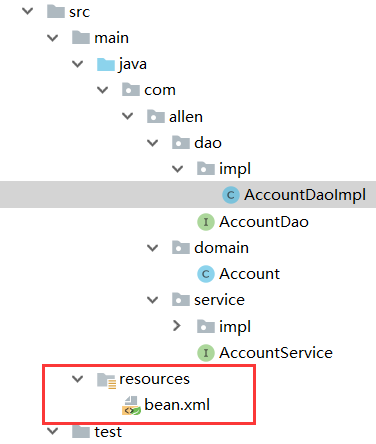 src
main
java
com
allen
dao
impl
AccountDaoImpl
AccountDao
domain
Account
service
impl
AccountService
resources
bean.xml
test